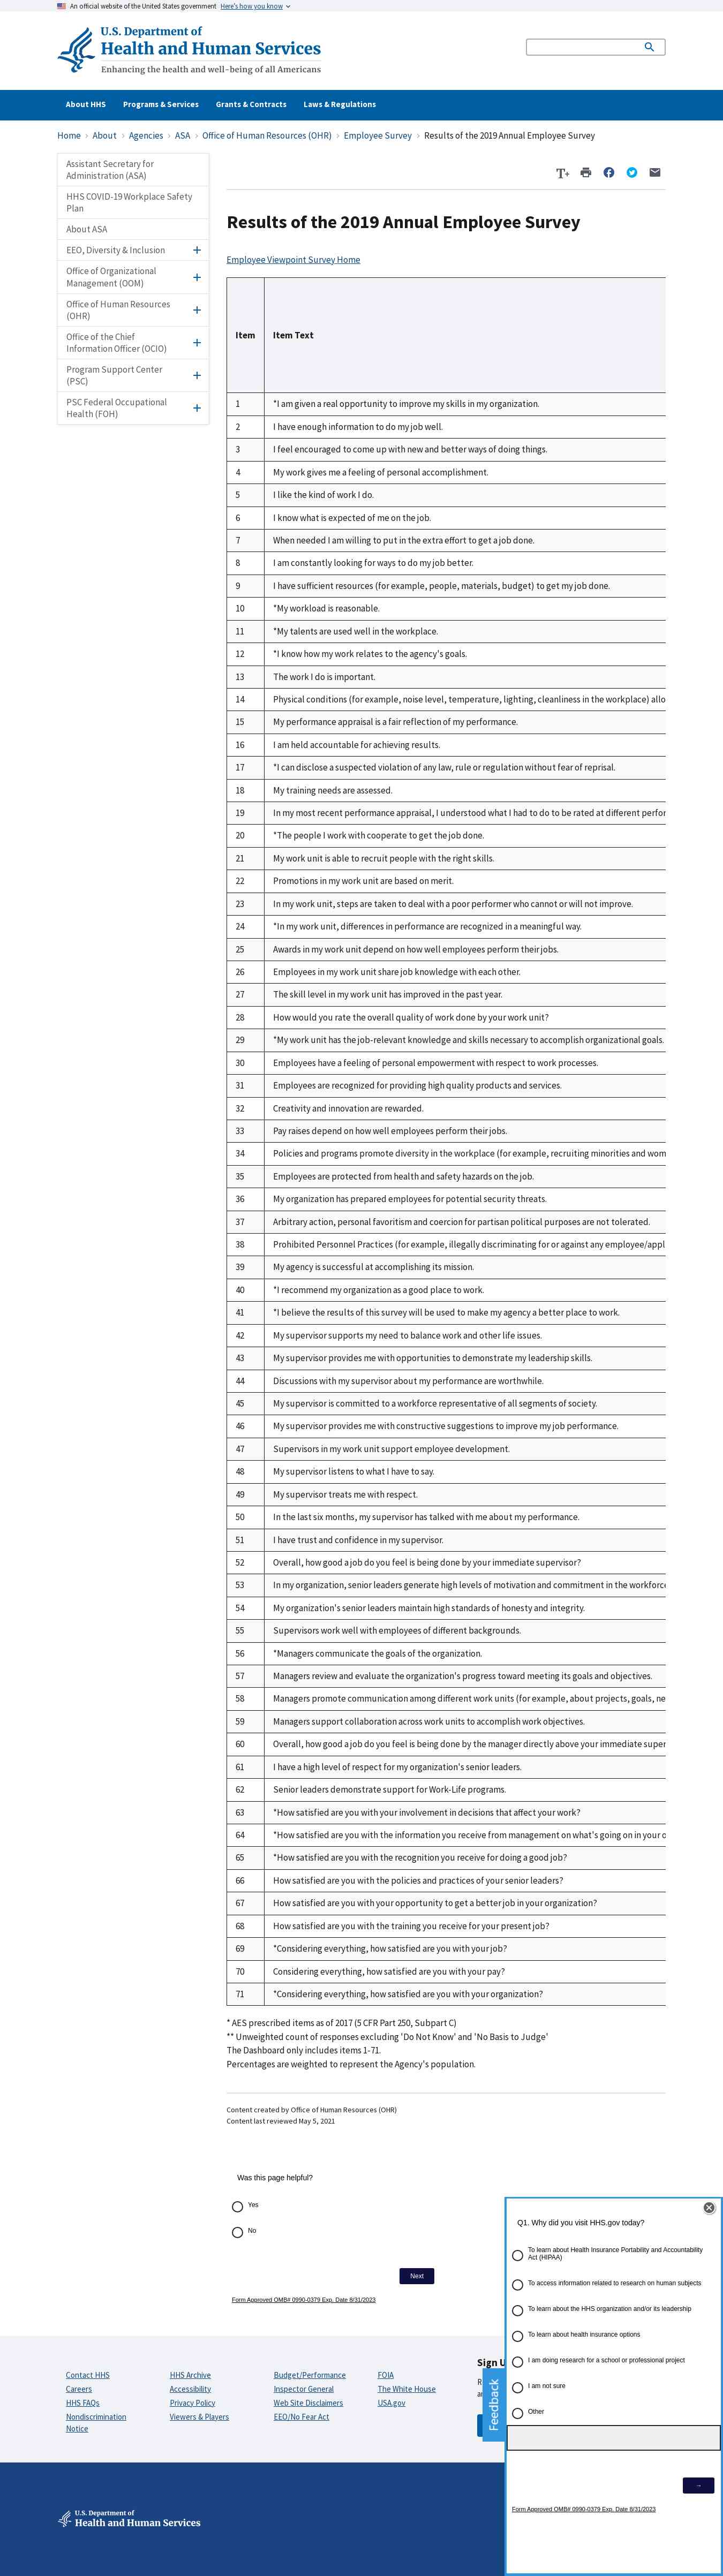 An official website of the United States government Here's how you know
U.S. Department of
Health and Human Services
Enhancing the health and well-being of all Americans
About HHS Programs & Services Grants & Contracts Laws & Regulations
Home About Agencies ASA Office of Human Resources (OHR) Employee Survey Results of the 2019 Annual Employee Survey
Assistant Secretary for
Administration (ASA)
HHS COVID-19 Workplace Safety
Plan
About ASA
EEO, Diversity & Inclusion
Office of Organizational
Management (OOM)
Office of Human Resources
(OHR)
Office of the Chief
Information Officer (OCIO)
Program Support Center
(PSC)
PSC Federal Occupational
Health (FOH)
T+
Results of the 2019 Annual Employee Survey
Employee Viewpoint Survey Home
Item Item Text
1 *I am given a real opportunity to improve my skills in my organization.
2 I have enough information to do my job well.
3 I feel encouraged to come up with new and better ways of doing things.
4 My work gives me a feeling of personal accomplishment.
5 I like the kind of work I do.
6 I know what is expected of me on the job.
7 When needed I am willing to put in the extra effort to get a job done.
8 I am constantly looking for ways to do my job better.
9 I have sufficient resources (for example, people, materials, budget) to get my job done.
10 *My workload is reasonable.
11 *My talents are used well in the workplace.
12 *I know how my work relates to the agency's goals.
13 The work I do is important.
14 Physical conditions (for example, noise level, temperature, lighting, cleanliness in the workplace) allo
15 My performance appraisal is a fair reflection of my performance.
16 I am held accountable for achieving results.
17 *I can disclose a suspected violation of any law, rule or regulation without fear of reprisal.
18 My training needs are assessed.
19 In my most recent performance appraisal, I understood what I had to do to be rated at different perfor
20 *The people I work with cooperate to get the job done.
21 My work unit is able to recruit people with the right skills.
22 Promotions in my work unit are based on merit.
23 In my work unit, steps are taken to deal with a poor performer who cannot or will not improve.
24 *In my work unit, differences in performance are recognized in a meaningful way.
25 Awards in my work unit depend on how well employees perform their jobs.
26 Employees in my work unit share job knowledge with each other.
27 The skill level in my work unit has improved in the past year.
28 How would you rate the overall quality of work done by your work unit?
29 *My work unit has the job-relevant knowledge and skills necessary to accomplish organizational goals.
30 Employees have a feeling of personal empowerment with respect to work processes.
31 Employees are recognized for providing high quality products and services.
32 Creativity and innovation are rewarded.
33 Pay raises depend on how well employees perform their jobs.
34 Policies and programs promote diversity in the workplace (for example, recruiting minorities and wom
35 Employees are protected from health and safety hazards on the job.
36 My organization has prepared employees for potential security threats.
37 Arbitrary action, personal favoritism and coercion for partisan political purposes are not tolerated.
38 Prohibited Personnel Practices (for example, illegally discriminating for or against any employee/appl
39 My agency is successful at accomplishing its mission.
40 *I recommend my organization as a good place to work.
41 *I believe the results of this survey will be used to make my agency a better place to work.
42 My supervisor supports my need to balance work and other life issues.
43 My supervisor provides me with opportunities to demonstrate my leadership skills.
44 Discussions with my supervisor about my performance are worthwhile.
45 My supervisor is committed to a workforce representative of all segments of society.
46 My supervisor provides me with constructive suggestions to improve my job performance.
47 Supervisors in my work unit support employee development.
48 My supervisor listens to what I have to say.
49 My supervisor treats me with respect.
50 In the last six months, my supervisor has talked with me about my performance.
51 I have trust and confidence in my supervisor.
52 Overall, how good a job do you feel is being done by your immediate supervisor?
53 In my organization, senior leaders generate high levels of motivation and commitment in the workforce
54 My organization's senior leaders maintain high standards of honesty and integrity.
55 Supervisors work well with employees of different backgrounds.
56 *Managers communicate the goals of the organization.
57 Managers review and evaluate the organization's progress toward meeting its goals and objectives.
58 Managers promote communication among different work units (for example, about projects, goals, ne
59 Managers support collaboration across work units to accomplish work objectives.
60 Overall, how good a job do you feel is being done by the manager directly above your immediate super
61 I have a high level of respect for my organization's senior leaders.
62 Senior leaders demonstrate support for Work-Life programs.
63 *How satisfied are you with your involvement in decisions that affect your work?
64 *How satisfied are you with the information you receive from management on what's going on in your o
65 *How satisfied are you with the recognition you receive for doing a good job?
66 How satisfied are you with the policies and practices of your senior leaders?
67 How satisfied are you with your opportunity to get a better job in your organization?
68 How satisfied are you with the training you receive for your present job?
69 *Considering everything, how satisfied are you with your job?
70 Considering everything, how satisfied are you with your pay?
71 *Considering everything, how satisfied are you with your organization?
* AES prescribed items as of 2017 (5 CFR Part 250, Subpart C)
** Unweighted count of responses excluding 'Do Not Know' and 'No Basis to Judge'
The Dashboard only includes items 1-71.
Percentages are weighted to represent the Agency's population.
Content created by Office of Human Resources (OHR)
Content last reviewed May 5, 2021
Was this page helpful?
Yes
No
Next
Form Approved OMB# 0990-0379 Exp. Date 8/31/2023
Q1. Why did you visit HHS.gov today?
To learn about Health Insurance Portability and Accountability
Act (HIPAA)
To access information related to research on human subjects
To learn about the HHS organization and/or its leadership
To learn about health insurance options
I am doing research for a school or professional project
I am not sure
Other
→
Form Approved OMB# 0990-0379 Exp. Date 8/31/2023
Feedback
Contact HHS
Careers
HHS FAQs
Nondiscrimination
Notice
HHS Archive
Accessibility
Privacy Policy
Viewers & Players
Budget/Performance
Inspector General
Web Site Disclaimers
EEO/No Fear Act
FOIA
The White House
USA.gov
Sign U
U.S. Department of
Health and Human Services